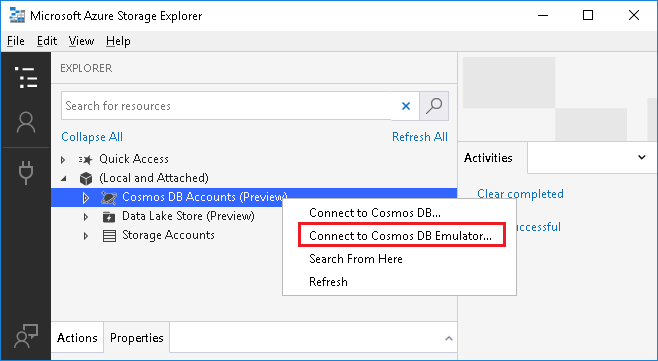 Microsoft Azure Storage Explorer
File Edit View Help
EXPLORER
Search for resources
Collapse All Refresh All
Quick Access
(Local and Attached)
Cosmos DB Accounts (Preview)
Data Lake Store (Preview)
Storage Accounts
Connect to Cosmos DB...
Connect to Cosmos DB Emulator...
Search From Here
Refresh
Activities
Clear completed
successful
Actions Properties